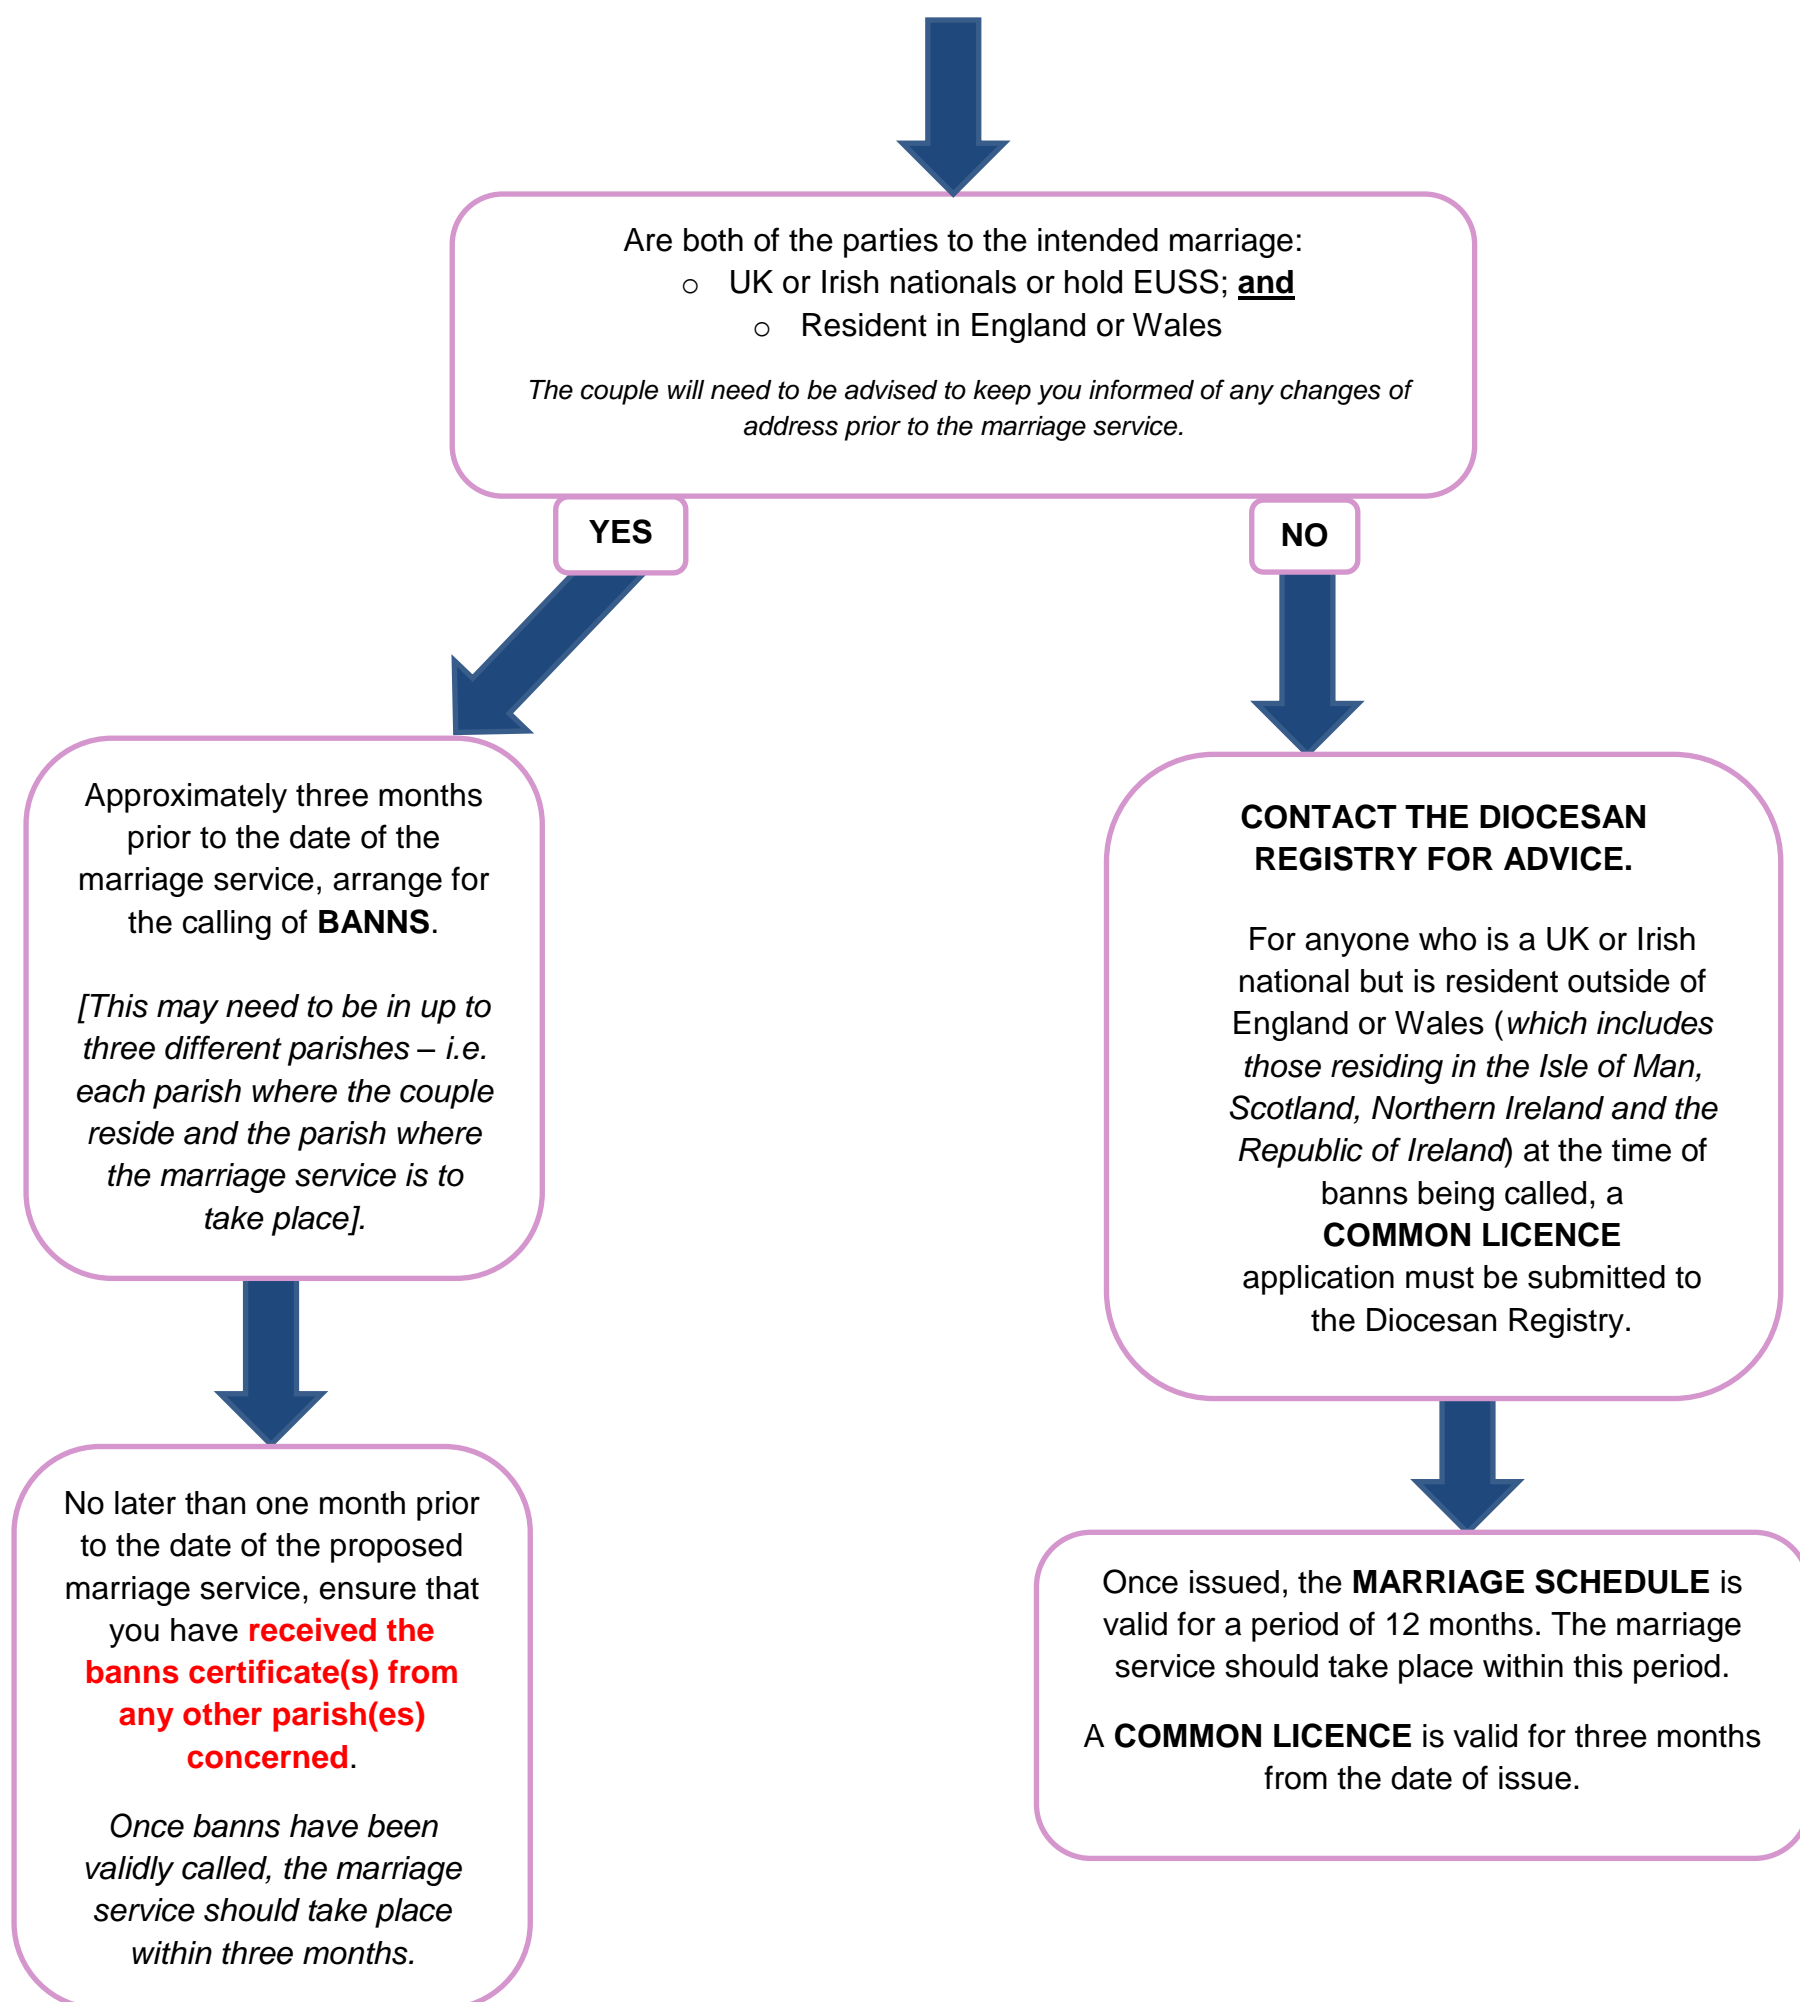 Are both of the parties to the intended marriage:
o UK or Irish nationals or hold EUSS; and
o Resident in England or Wales
The couple will need to be advised to keep you informed of any changes of
address prior to the marriage service.
YES
NO
Approximately three months
prior to the date of the
marriage service, arrange for
the calling of BANNS.
[This may need to be in up to
three different parishes – i.e.
each parish where the couple
reside and the parish where
the marriage service is to
take place].
CONTACT THE DIOCESAN
REGISTRY FOR ADVICE.
For anyone who is a UK or Irish
national but is resident outside of
England or Wales (which includes
those residing in the Isle of Man,
Scotland, Northern Ireland and the
Republic of Ireland) at the time of
banns being called, a
COMMON LICENCE
application must be submitted to
the Diocesan Registry.
No later than one month prior
to the date of the proposed
marriage service, ensure that
you have received the
banns certificate(s) from
any other parish(es)
concerned.
Once banns have been
validly called, the marriage
service should take place
within three months.
Once issued, the MARRIAGE SCHEDULE is
valid for a period of 12 months. The marriage
service should take place within this period.
A COMMON LICENCE is valid for three months
from the date of issue.